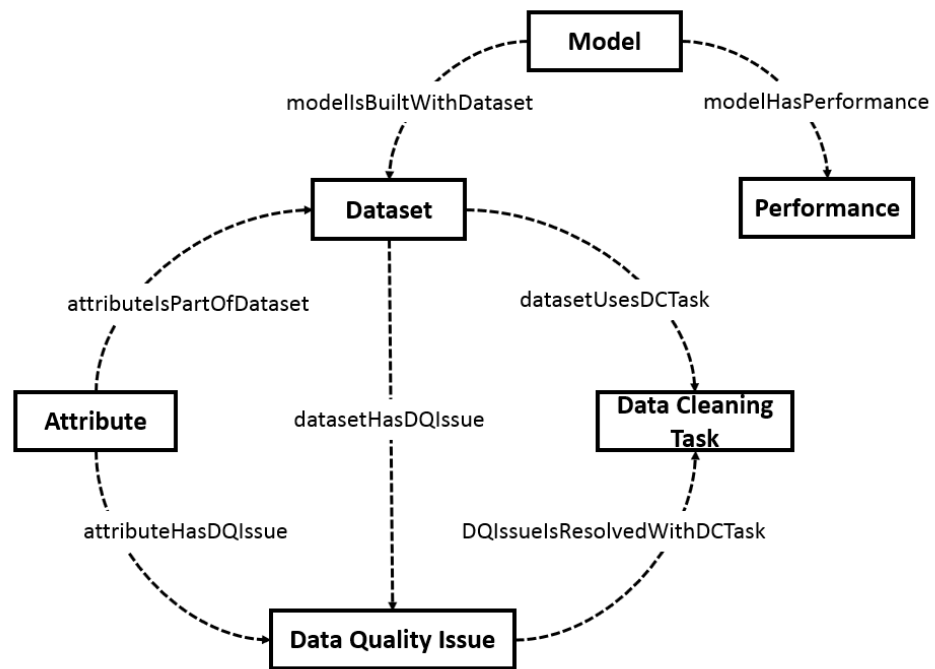 Model
modelIsBuiltWithDataset
modelHasPerformance
Dataset
Performance
attributeIsPartOfDataset
datasetUsesDCTask
Attribute
datasetHasDQIssue
Data Cleaning
Task
attributeHasDQIssue
DQIssueIsResolvedWithDCTask
Data Quality Issue